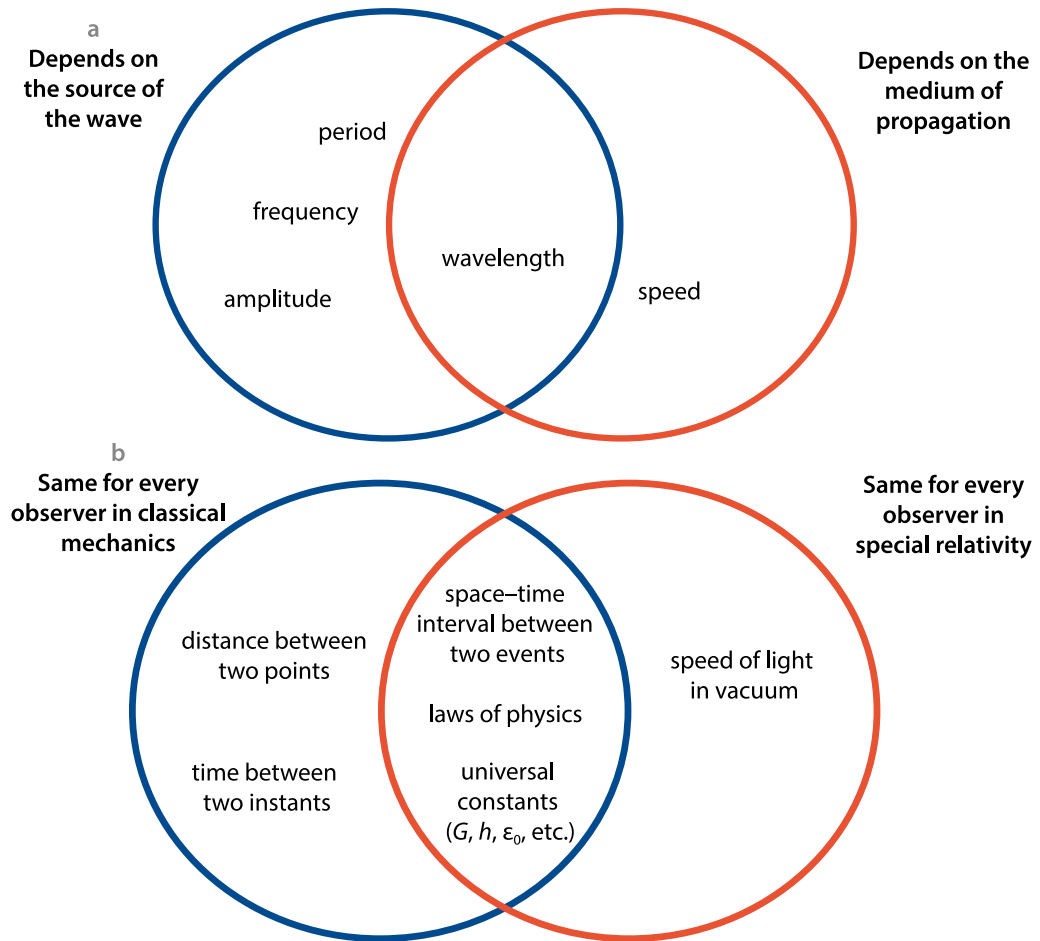 a
Depends on
the source of
the wave
Depends on the
medium of
propagation
period
frequency
wavelength
amplitude
speed
b
Same for every
observer in classical
mechanics
Same for every
observer in
special relativity
distance between
two points
time between
two instants
space–time
interval between
two events
laws of physics
universal
constants
(G, h, ε₀, etc.)
speed of light
in vacuum